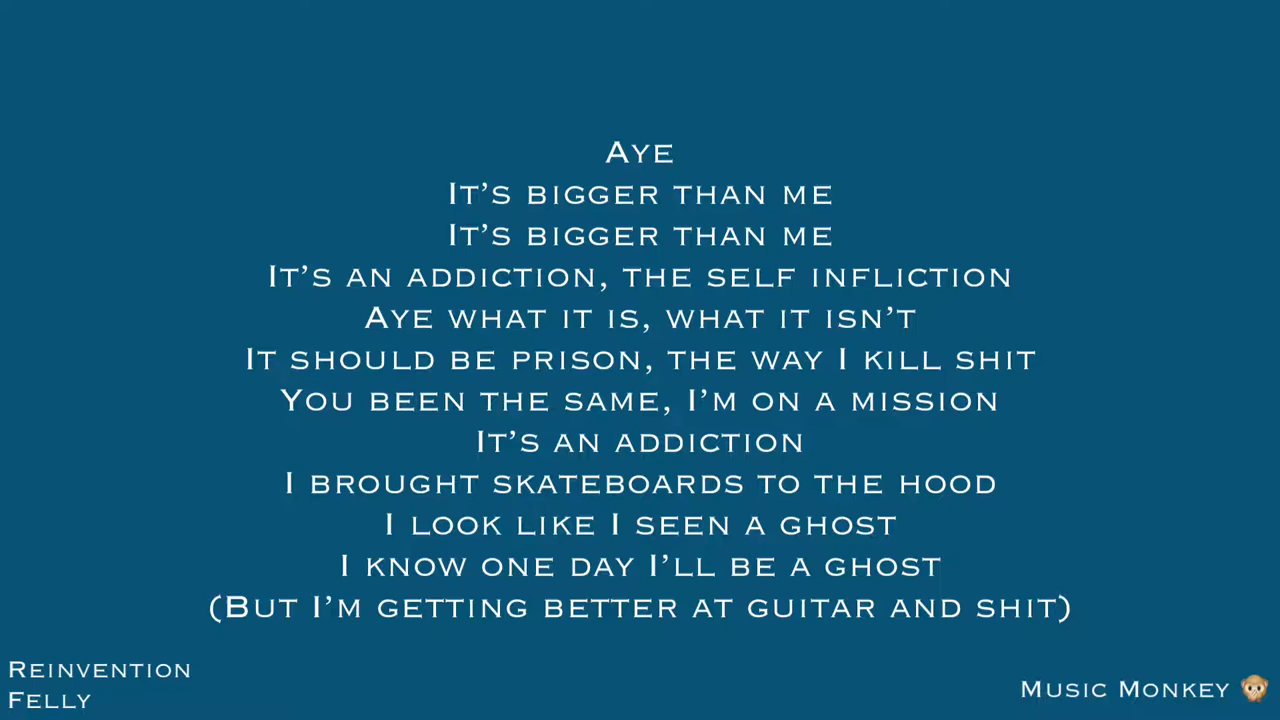 Aye
It’s bigger than me
It’s bigger than me
It’s an addiction, the self infliction
Aye what it is, what it isn’t
It should be prison, the way I kill shit
You been the same, I’m on a mission
It’s an addiction
I brought skateboards to the hood
I look like I seen a ghost
I know one day I’ll be a ghost
(But I’m getting better at guitar and shit)
Reinvention
Felly
Music Monkey 🙊